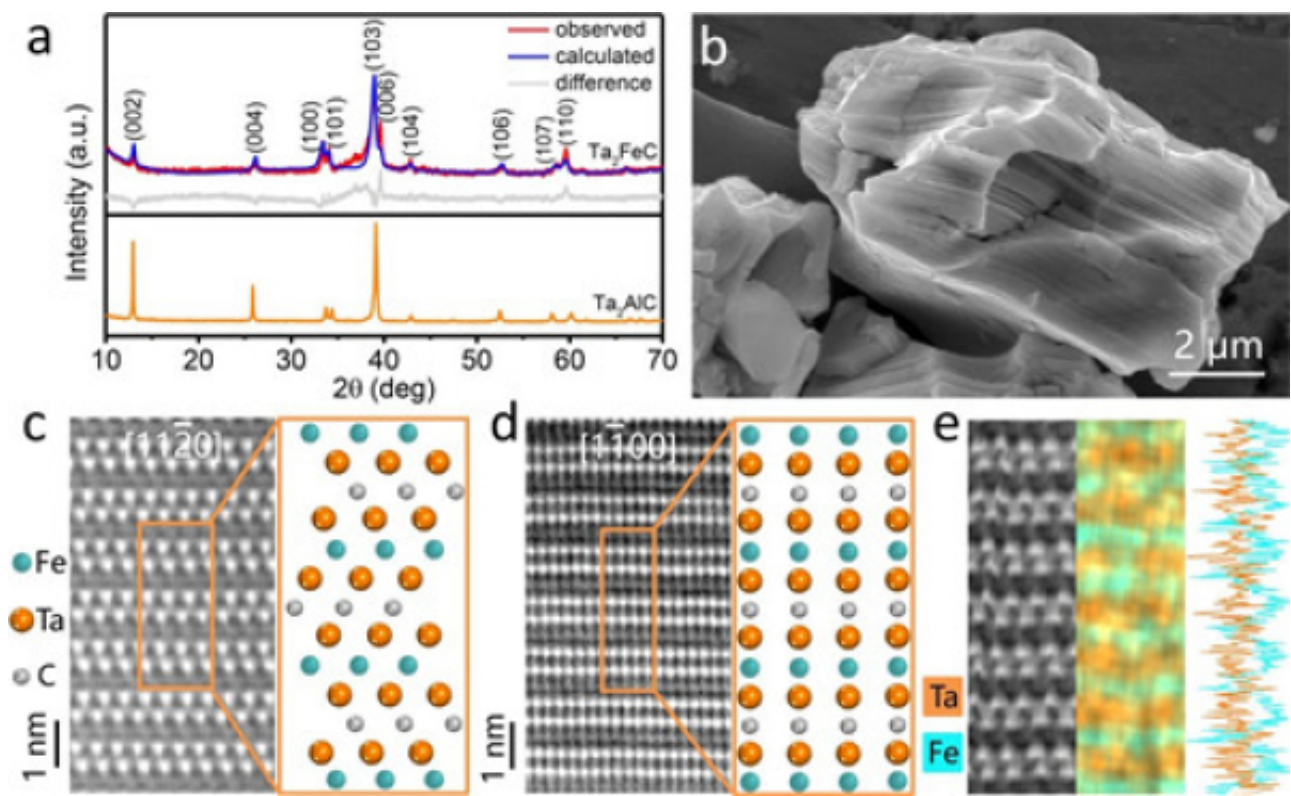 a
observed
calculated
difference
(002)
(004)
(100)
(101)
(103)
(006)
(104)
(106)
(107)
(110)
Ta₂FeC
Ta₂AlC
Intensity (a.u.)
10 20 30 40 50 60 70
2θ (deg)
b
2 μm
c
[112̄0]
Fe
Ta
C
1 nm
d
[11̄00]
1 nm
e
Ta
Fe